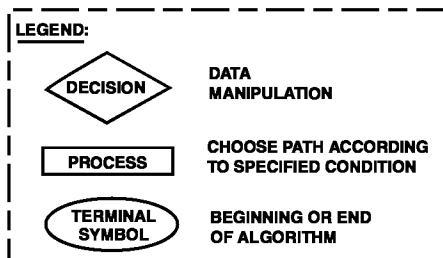 LEGEND:
DECISION
DATA
MANIPULATION
PROCESS
CHOOSE PATH ACCORDING
TO SPECIFIED CONDITION
TERMINAL
SYMBOL
BEGINNING OR END
OF ALGORITHM